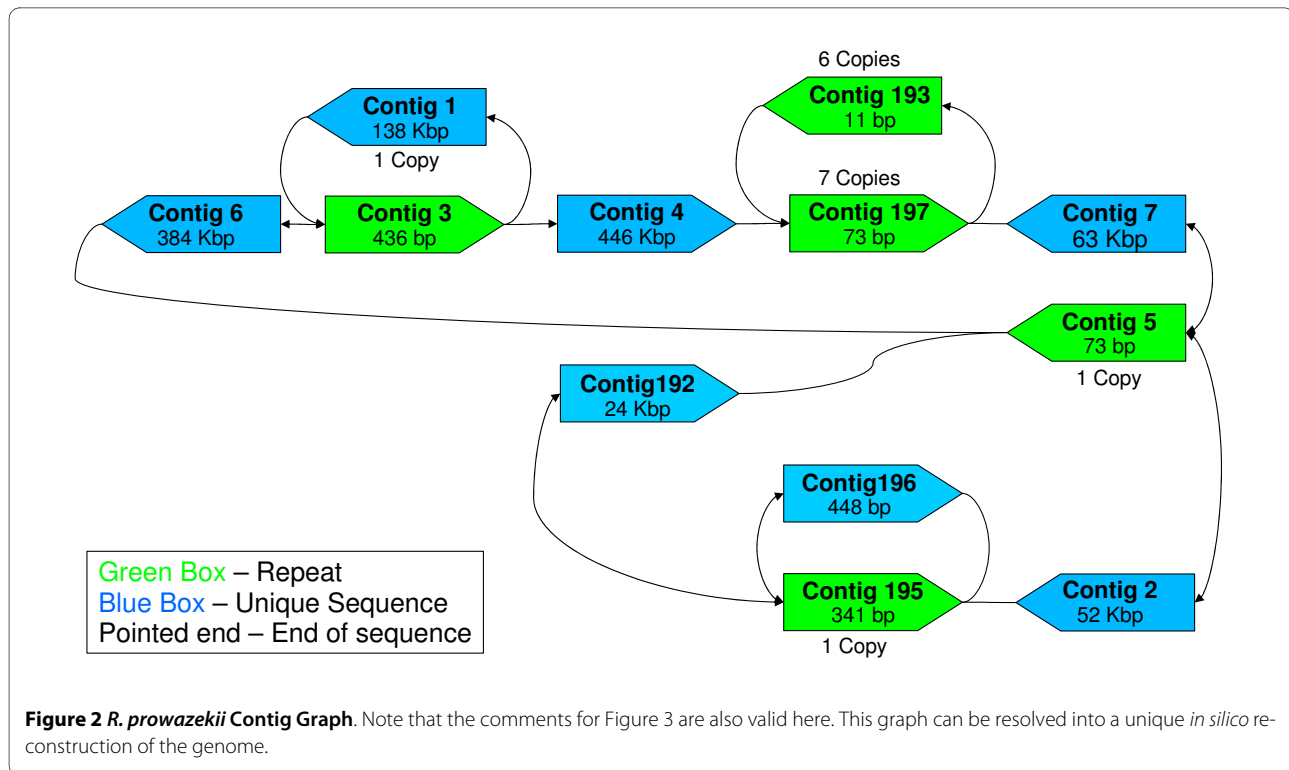 6 Copies
Contig 1
138 Kbp
1 Copy
Contig 193
11 bp
7 Copies
Contig 6
384 Kbp
Contig 3
436 bp
Contig 4
446 Kbp
Contig 197
73 bp
Contig 7
63 Kbp
Contig 5
73 bp
1 Copy
Contig192
24 Kbp
Contig196
448 bp
Contig 195
341 bp
1 Copy
Contig 2
52 Kbp
Green Box – Repeat
Blue Box – Unique Sequence
Pointed end – End of sequence
Figure 2 R. prowazekii Contig Graph. Note that the comments for Figure 3 are also valid here. This graph can be resolved into a unique in silico re-
construction of the genome.